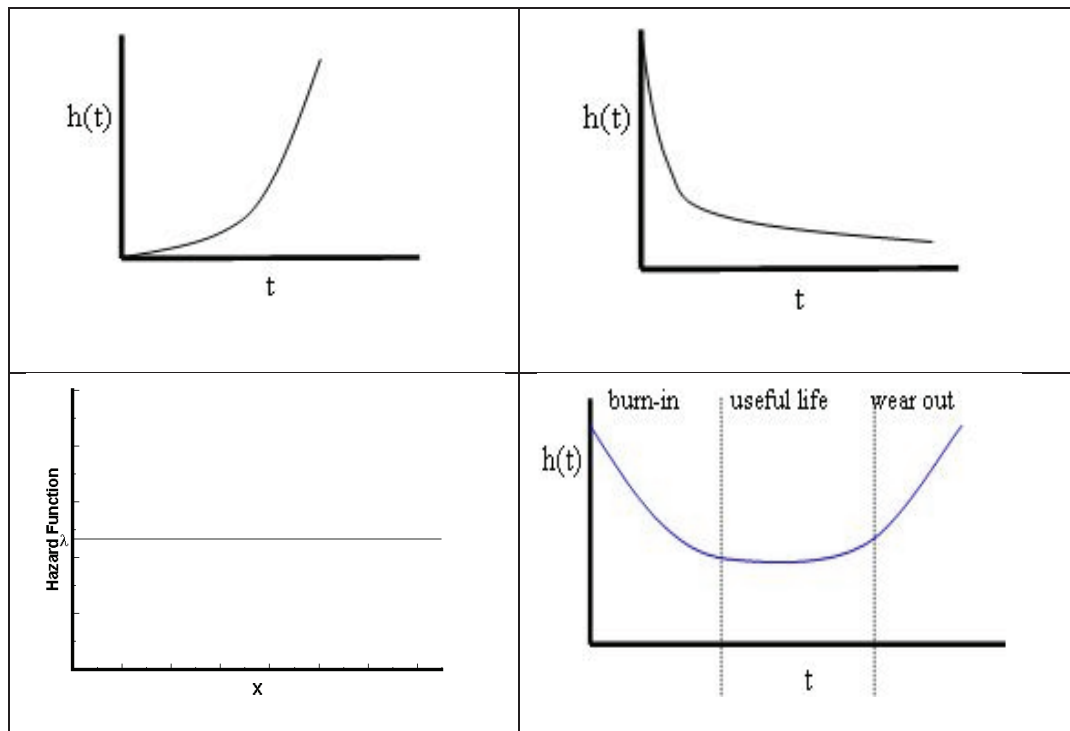 h(t)
t
h(t)
t
Hazard Function
λ
x
burn-in useful life wear out
h(t)
t